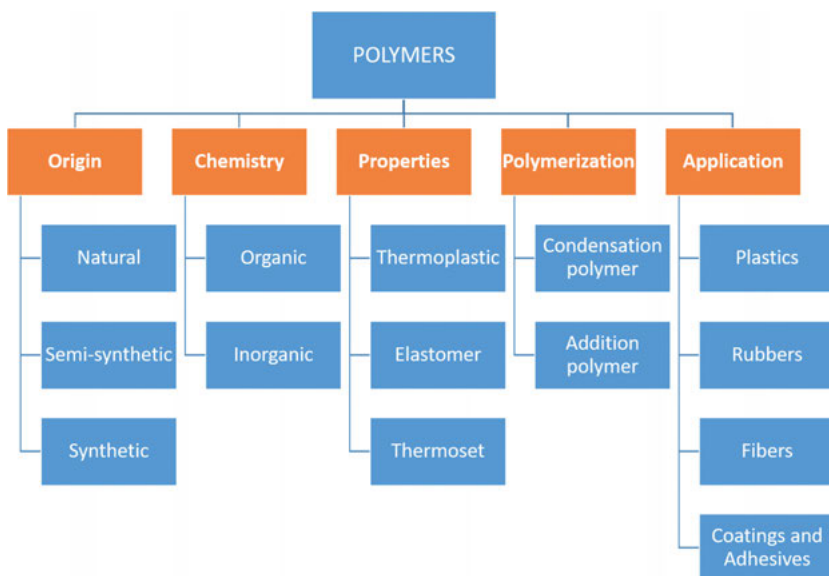 POLYMERS
Origin
Chemistry
Properties
Polymerization
Application
Natural
Organic
Thermoplastic
Condensation
polymer
Plastics
Semi-synthetic
Inorganic
Elastomer
Addition
polymer
Rubbers
Synthetic
Thermoset
Fibers
Coatings and
Adhesives